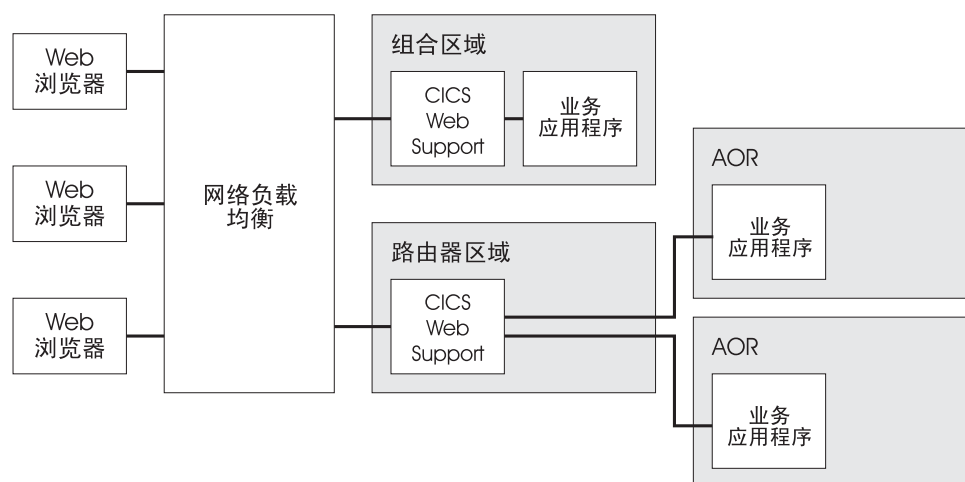 Web
浏览器
Web
浏览器
Web
浏览器
网络负载
均衡
组合区域
CICS
Web
Support
业务
应用程序
路由器区域
CICS
Web
Support
AOR
业务
应用程序
AOR
业务
应用程序